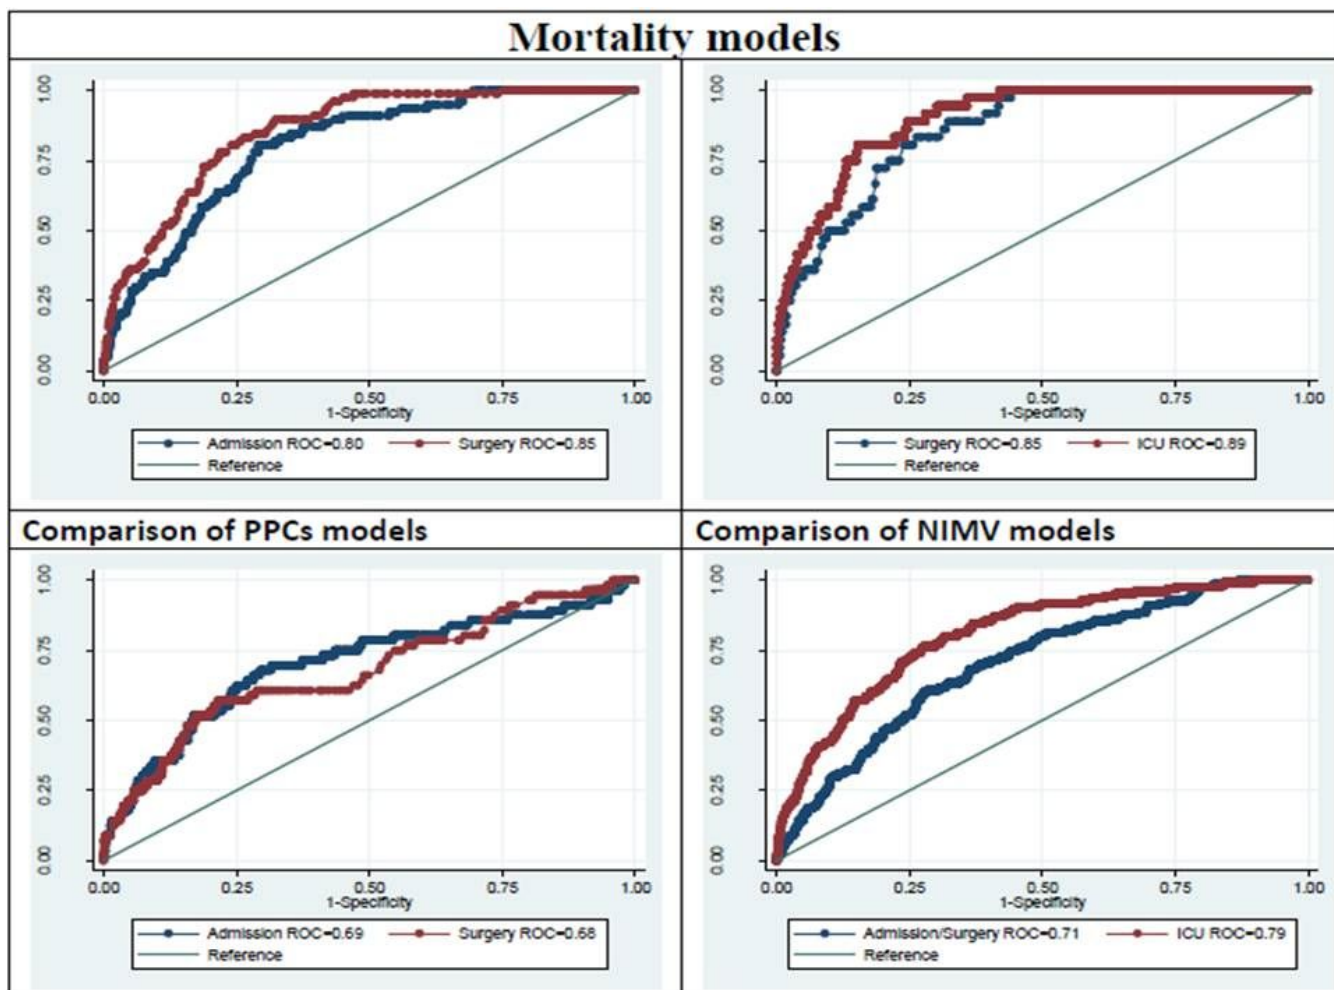 Mortality models
1.00
0.75
0.50
0.25
0.00
0.00 0.25 0.50 0.75 1.00
1-Specificity
Admission ROC=0.80 Surgery ROC=0.85
Reference
1.00
0.75
0.50
0.25
0.00
0.00 0.25 0.50 0.75 1.00
1-Specificity
Surgery ROC=0.85 ICU ROC=0.89
Reference
Comparison of PPCs models
1.00
0.75
0.50
0.25
0.00
0.00 0.25 0.50 0.75 1.00
1-Specificity
Admission ROC=0.69 Surgery ROC=0.68
Reference
Comparison of NIMV models
1.00
0.75
0.50
0.25
0.00
0.00 0.25 0.50 0.75 1.00
1-Specificity
Admission/Surgery ROC=0.71 ICU ROC=0.79
Reference